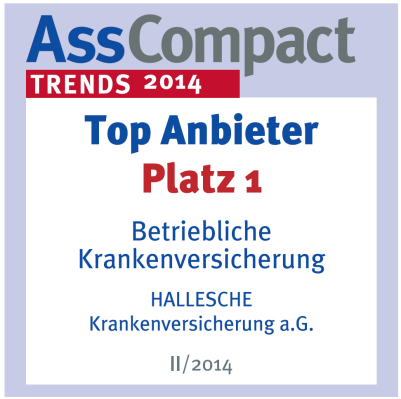 AssCompact
TRENDS 2014
Top Anbieter
Platz 1
Betriebliche
Krankenversicherung
HALLESCHE
Krankenversicherung a.G.
II/2014